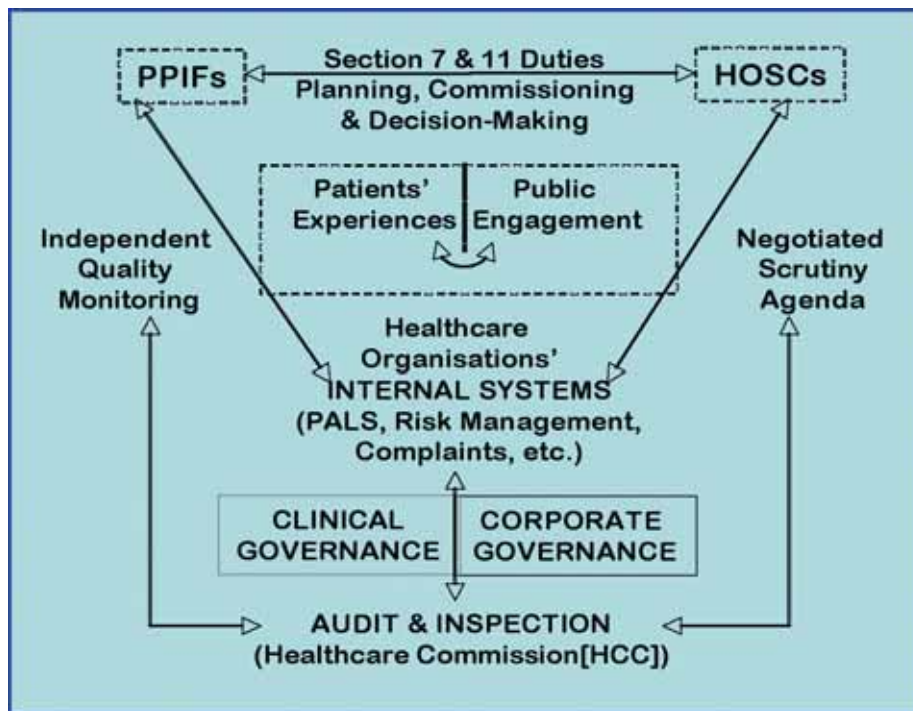 PPIFs
Section 7 & 11 Duties
Planning, Commissioning
& Decision-Making
HOSCs
Patients'
Experiences
Public
Engagement
Independent
Quality
Monitoring
Negotiated
Scrutiny
Agenda
Healthcare
Organisations'
INTERNAL SYSTEMS
(PALS, Risk Management,
Complaints, etc.)
CLINICAL
GOVERNANCE
CORPORATE
GOVERNANCE
AUDIT & INSPECTION
(Healthcare Commission[HCC])